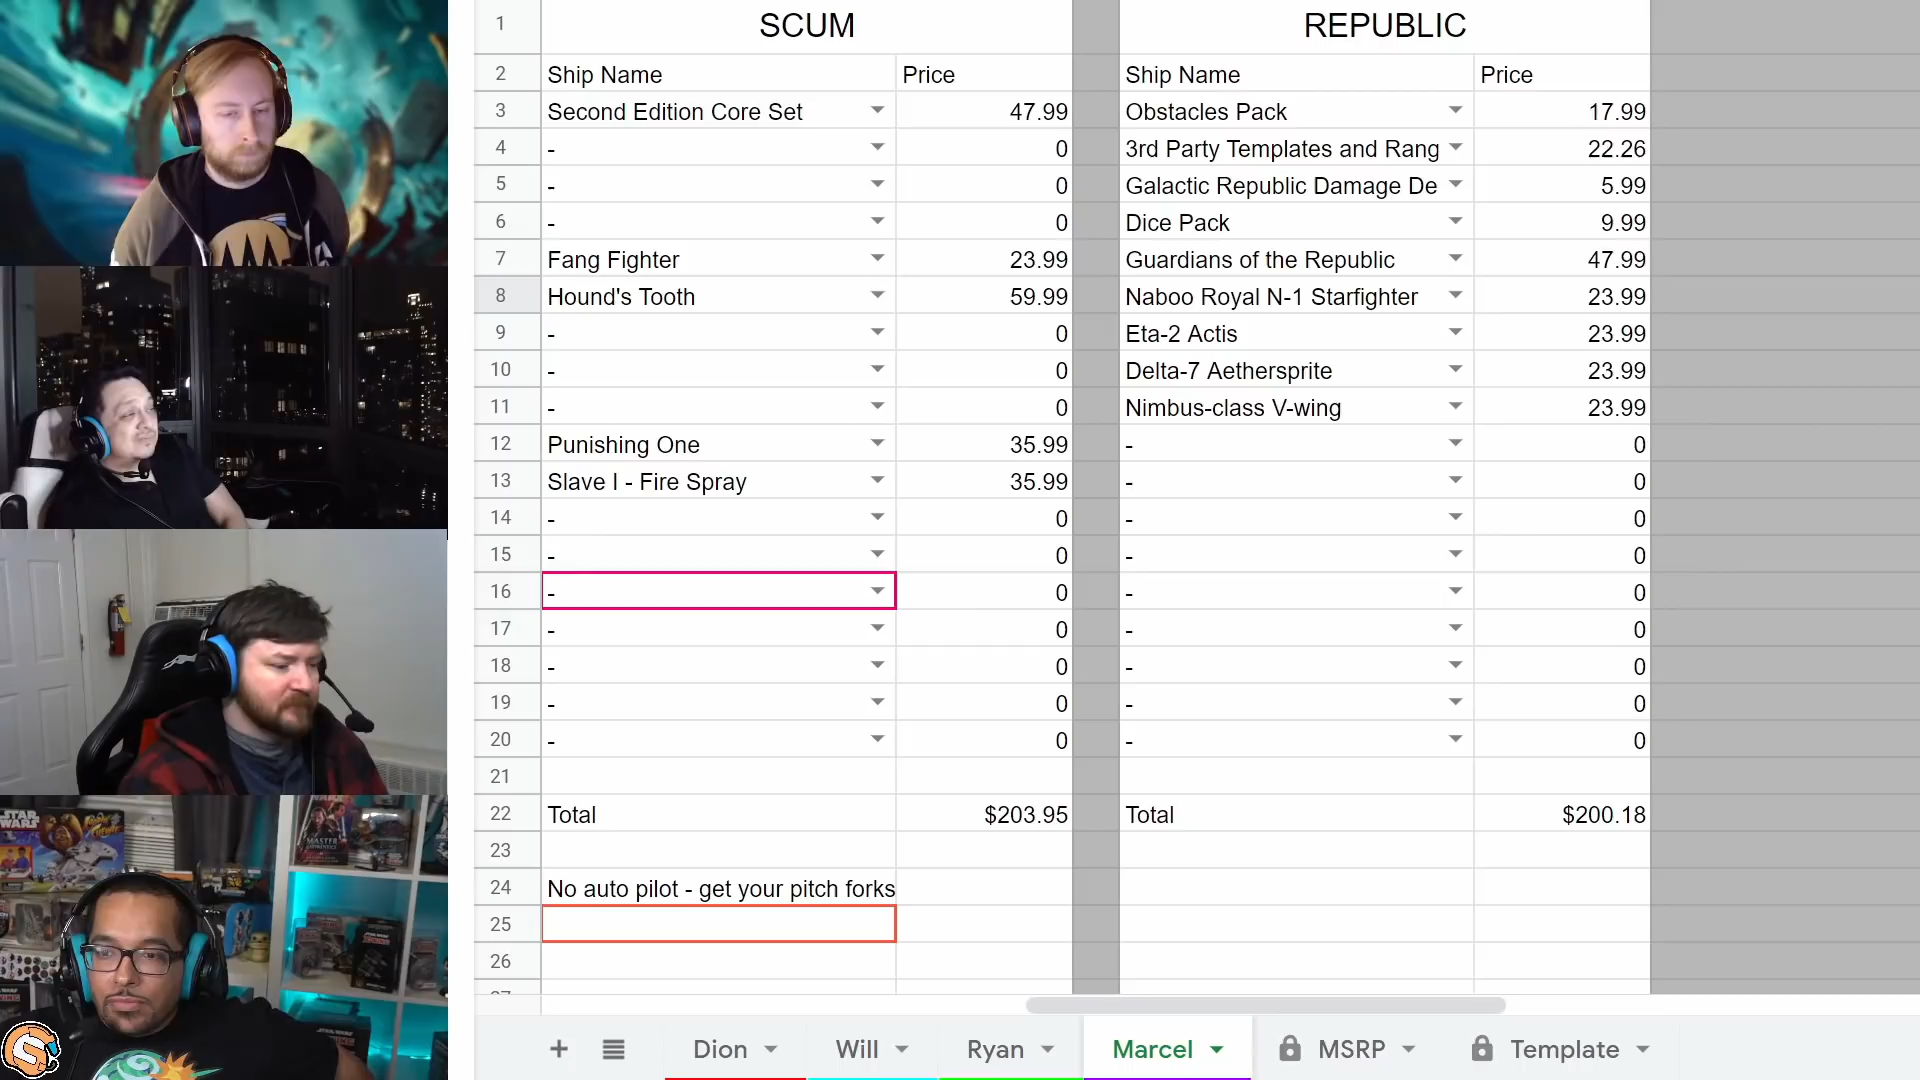 1 SCUM REPUBLIC
2 Ship Name Price Ship Name Price
3 Second Edition Core Set 47.99 Obstacles Pack 17.99
4 - 0 3rd Party Templates and Rang 22.26
5 - 0 Galactic Republic Damage De 5.99
6 - 0 Dice Pack 9.99
7 Fang Fighter 23.99 Guardians of the Republic 47.99
8 Hound's Tooth 59.99 Naboo Royal N-1 Starfighter 23.99
9 - 0 Eta-2 Actis 23.99
10 - 0 Delta-7 Aethersprite 23.99
11 - 0 Nimbus-class V-wing 23.99
12 Punishing One 35.99 - 0
13 Slave I - Fire Spray 35.99 - 0
14 - 0 - 0
15 - 0 - 0
16 - 0 - 0
17 - 0 - 0
18 - 0 - 0
19 - 0 - 0
20 - 0 - 0
21
22 Total $203.95 Total $200.18
23
24 No auto pilot - get your pitch forks
25
26
27
+ Dion Will Ryan Marcel MSRP Template
STAR WARS